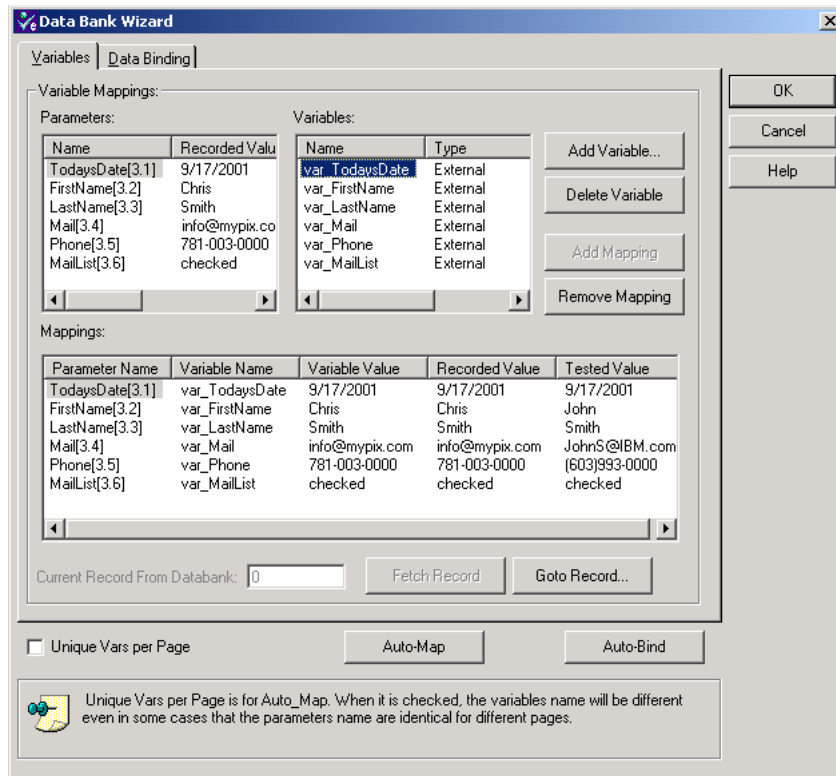 Data Bank Wizard
Variables Data Binding
Variable Mappings:
Parameters: Variables:
Name Recorded Valu
TodaysDate[3.1] 9/17/2001
FirstName[3.2] Chris
LastName[3.3] Smith
Mail[3.4] info@mypix.co
Phone[3.5] 781-003-0000
MailList[3.6] checked
Name Type
var_TodaysDate External
var_FirstName External
var_LastName External
var_Mail External
var_Phone External
var_MailList External
Add Variable...
Delete Variable
Add Mapping
Remove Mapping
OK
Cancel
Help
Mappings:
Parameter Name Variable Name Variable Value Recorded Value Tested Value
TodaysDate[3.1] var_TodaysDate 9/17/2001 9/17/2001 9/17/2001
FirstName[3.2] var_FirstName Chris Chris John
LastName[3.3] var_LastName Smith Smith Smith
Mail[3.4] var_Mail info@mypix.com info@mypix.com JohnS@IBM.com
Phone[3.5] var_Phone 781-003-0000 781-003-0000 (603)993-0000
MailList[3.6] var_MailList checked checked checked
Current Record From Databank: 0 Fetch Record Goto Record...
Unique Vars per Page Auto-Map Auto-Bind
Unique Vars per Page is for Auto_Map. When it is checked, the variables name will be different
even in some cases that the parameters name are identical for different pages.